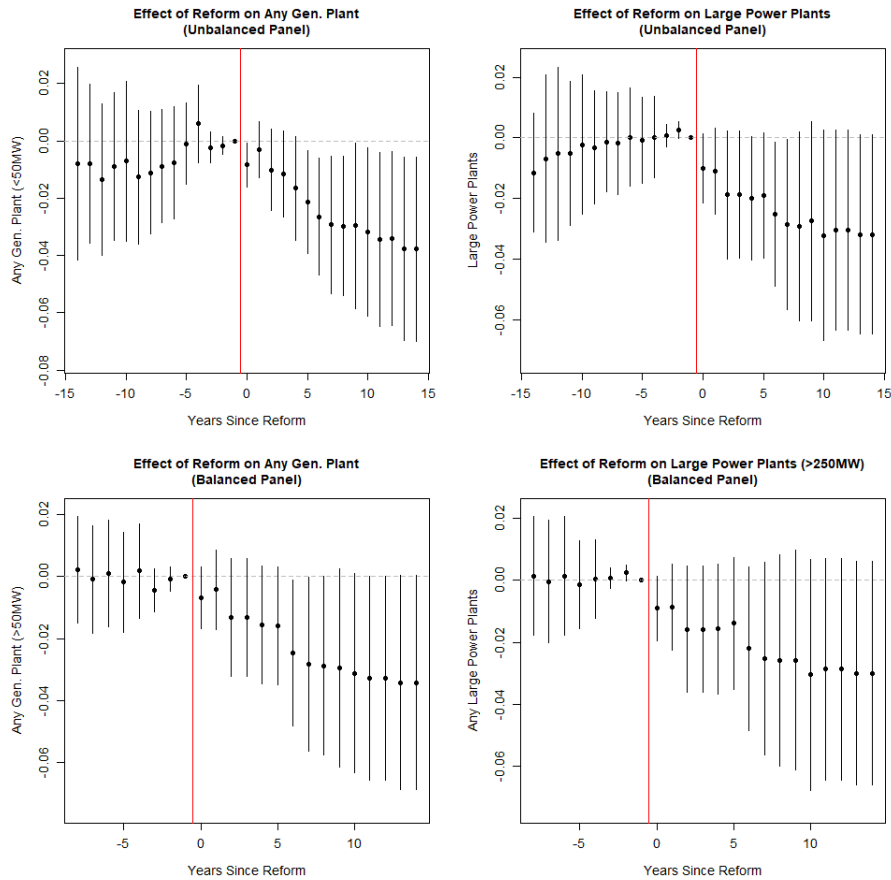 Effect of Reform on Any Gen. Plant
(Unbalanced Panel)
Any Gen. Plant (<50MW)
0.02
0.00
-0.02
-0.04
-0.06
-0.08
-15 -10 -5 0 5 10 15
Years Since Reform
Effect of Reform on Large Power Plants
(Unbalanced Panel)
Large Power Plants
0.02
0.00
-0.02
-0.04
-0.06
-15 -10 -5 0 5 10 15
Years Since Reform
Effect of Reform on Any Gen. Plant
(Balanced Panel)
Any Gen. Plant (>50MW)
0.02
0.00
-0.02
-0.04
-0.06
-5 0 5 10
Years Since Reform
Effect of Reform on Large Power Plants (>250MW)
(Balanced Panel)
Any Large Power Plants
0.02
0.00
-0.02
-0.04
-0.06
-5 0 5 10
Years Since Reform